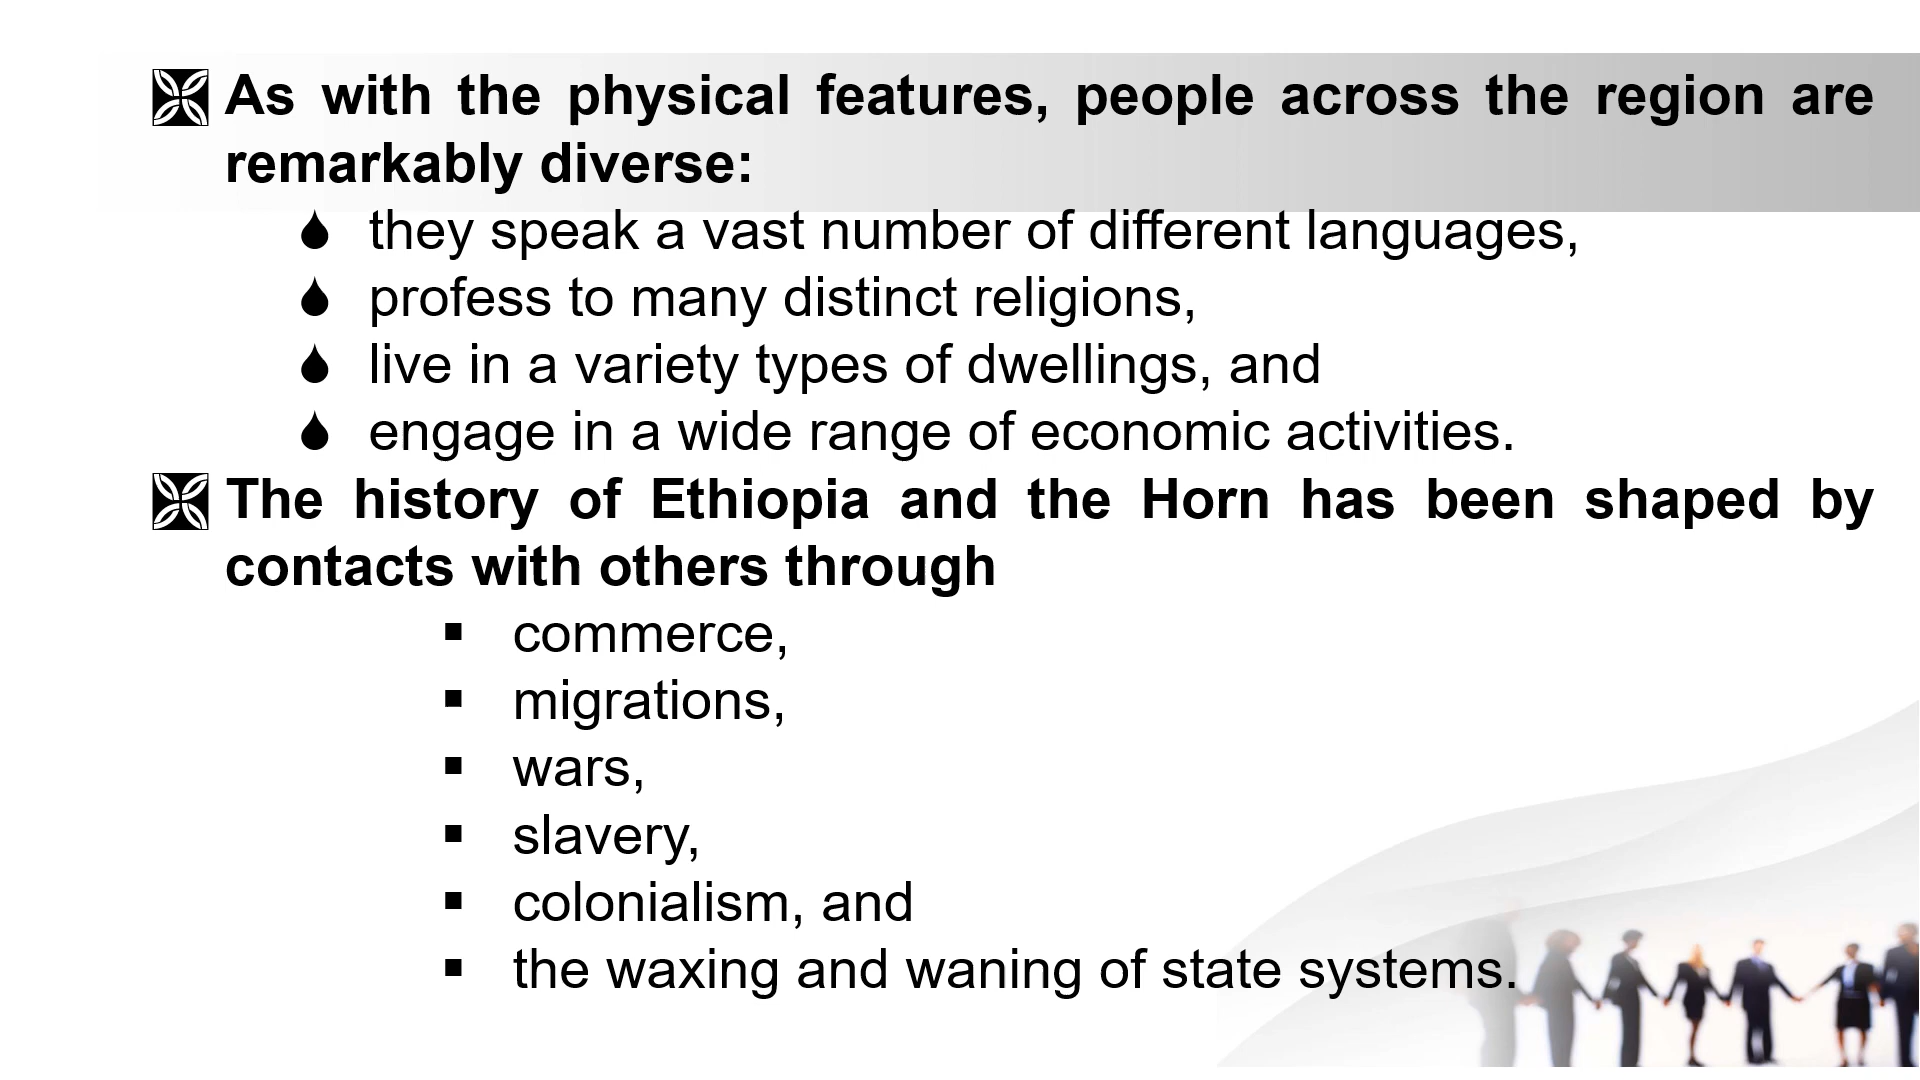 As with the physical features, people across the region are
remarkably diverse:
they speak a vast number of different languages,
profess to many distinct religions,
live in a variety types of dwellings, and
engage in a wide range of economic activities.
The history of Ethiopia and the Horn has been shaped by
contacts with others through
▪ commerce,
▪ migrations,
▪ wars,
▪ slavery,
▪ colonialism, and
▪ the waxing and waning of state systems.